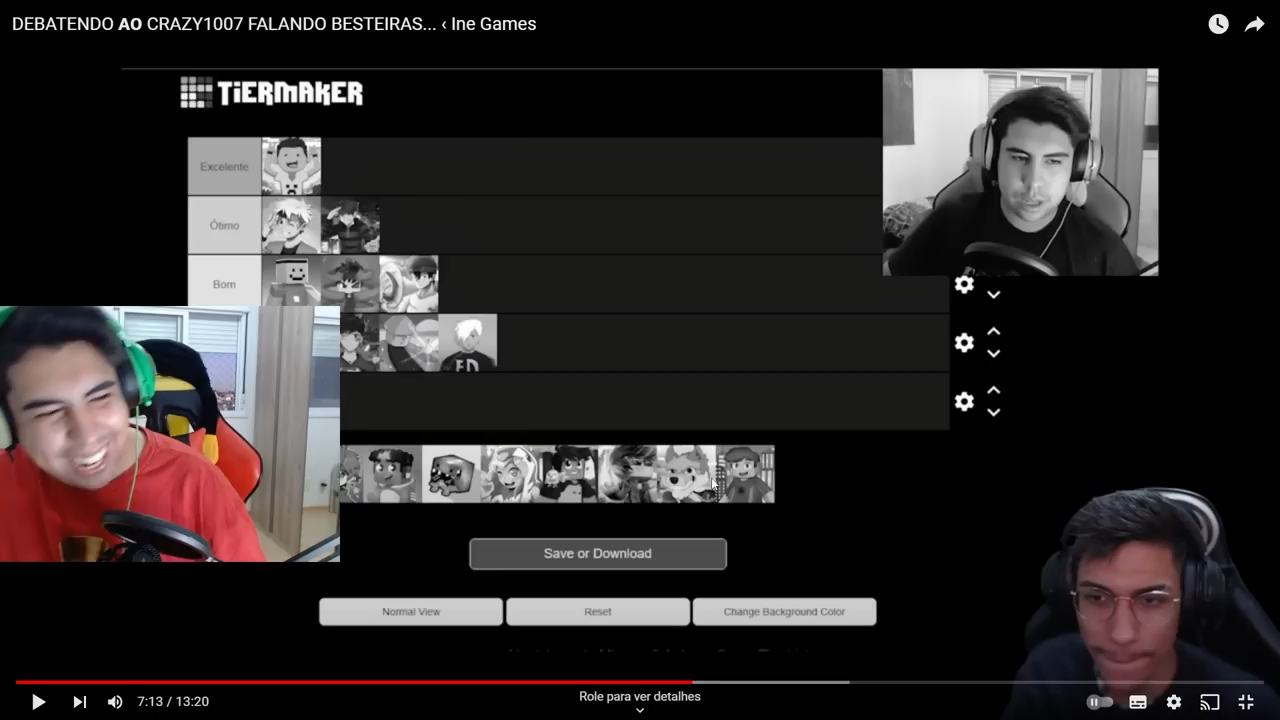 DEBATENDO AO CRAZY1007 FALANDO BESTEIRAS... ‹ Ine Games
TiERMAKER
Excelente
Ótimo
Bom
ED
Save or Download
Normal View
Reset
Change Background Color
7:13 / 13:20
Role para ver detalhes